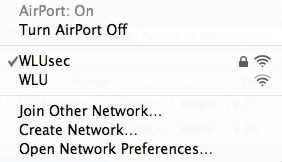 AirPort: On
Turn AirPort Off
✓WLUsec
WLU
Join Other Network...
Create Network...
Open Network Preferences...